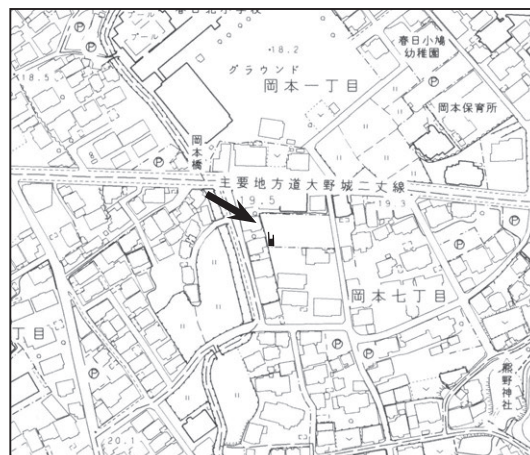 春日北小学校
プール
プール
18.2
グラウンド
春日小鳩
幼稚園
岡本一丁目
18.5
岡本保育所
岡本橋
主要地方道大野城二丈線
19.5
19.3
岡本七丁目
丁目
熊野神社
20.1